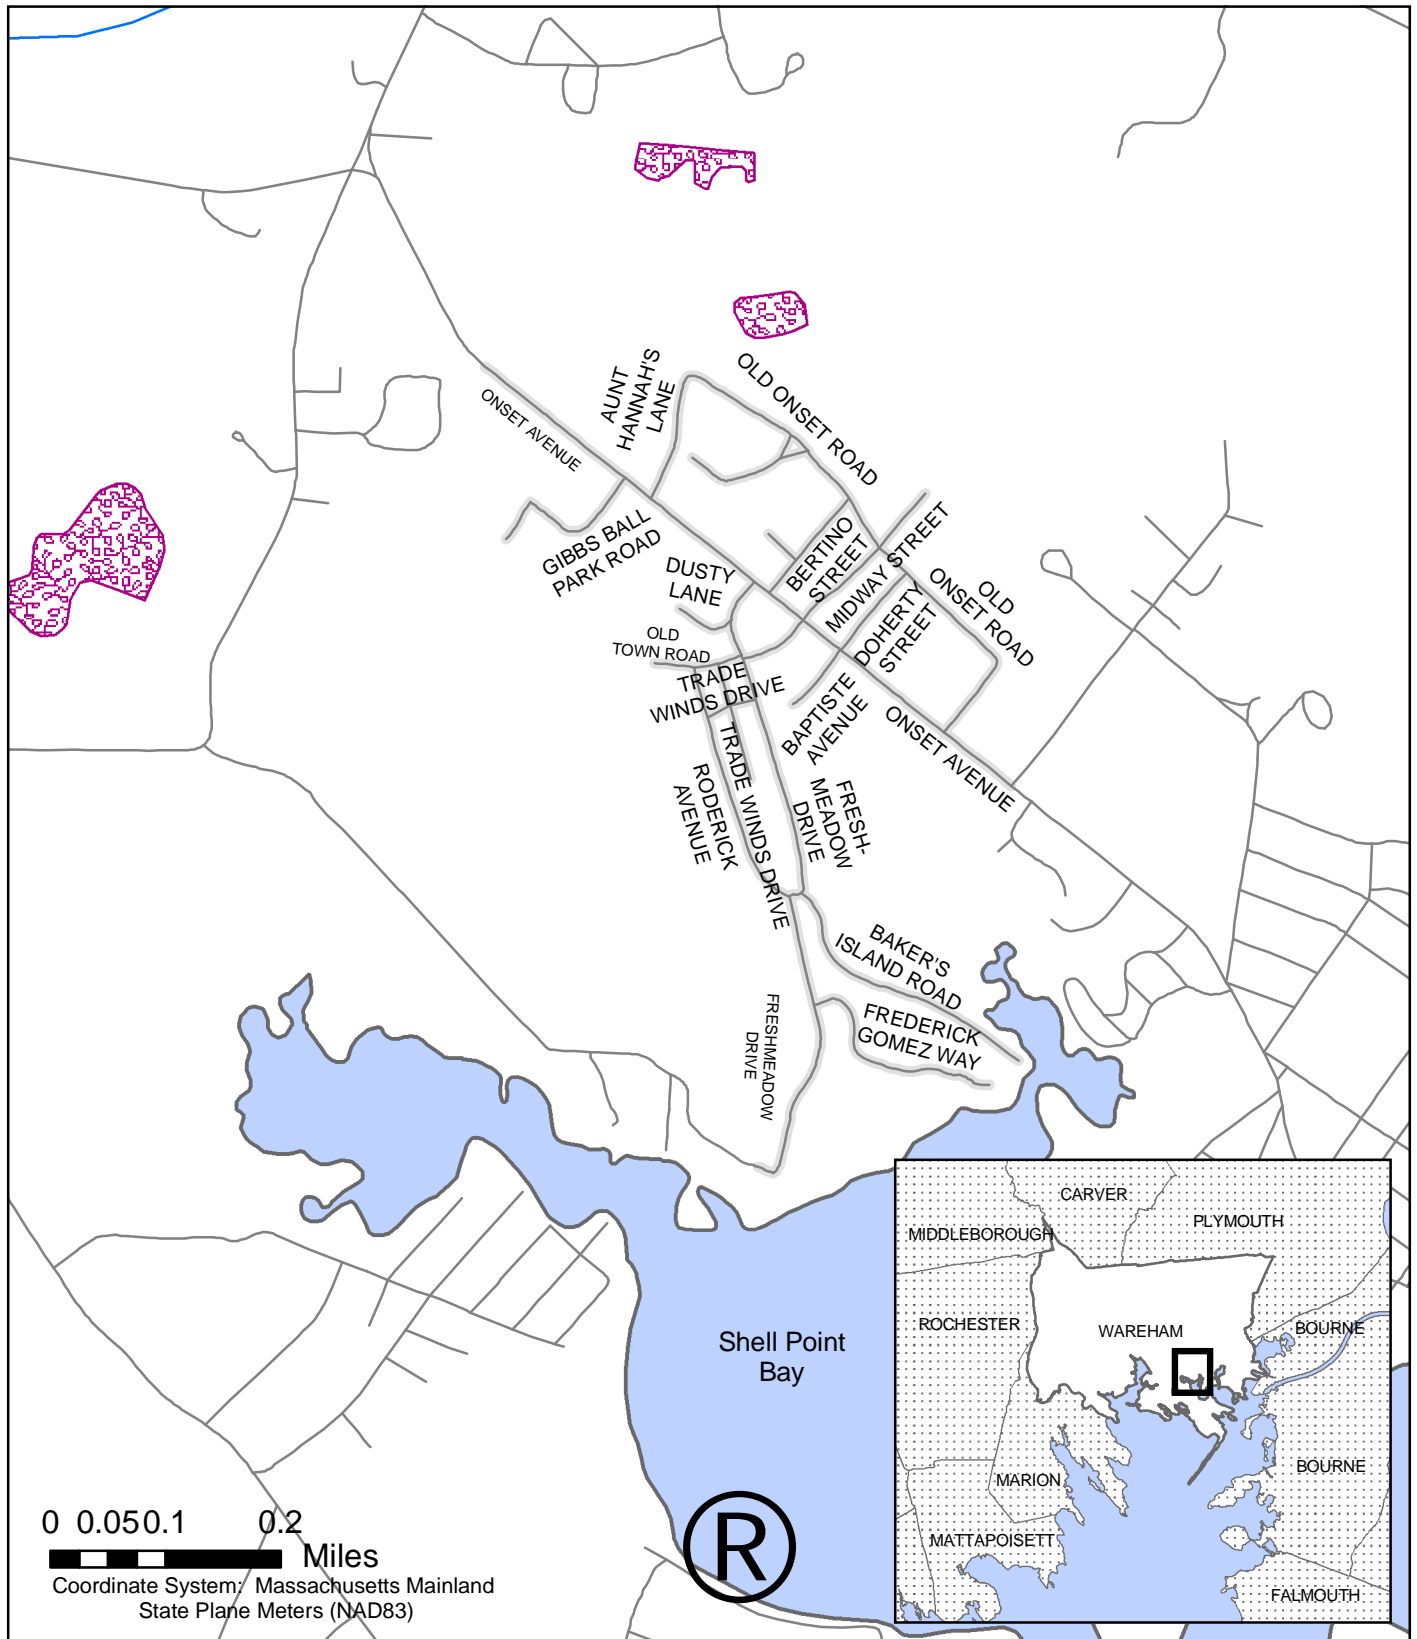 AUNT
HANNAH'S
LANE
OLD ONSET ROAD
ONSET AVENUE
GIBBS BALL
PARK ROAD
DUSTY
LANE
BERTINO
STREET
MIDWAY STREET
DOHERTY
STREET
OLD
ONSET ROAD
OLD
TOWN ROAD
TRADE
WINDS DRIVE
BAPTISTE
AVENUE
ONSET AVENUE
TRADE WINDS DRIVE
RODERICK
AVENUE
FRESH-
MEADOW
DRIVE
BAKER'S
ISLAND ROAD
FREDERICK
GOMEZ WAY
FRESHMEADOW
DRIVE
Shell Point
Bay
CARVER
PLYMOUTH
MIDDLEBOROUGH
ROCHESTER
WAREHAM
BOURNE
MARION
BOURNE
MATTAPOISETT
FALMOUTH
0 0.05 0.1 0.2
Miles
Coordinate System: Massachusetts Mainland
State Plane Meters (NAD83)
®